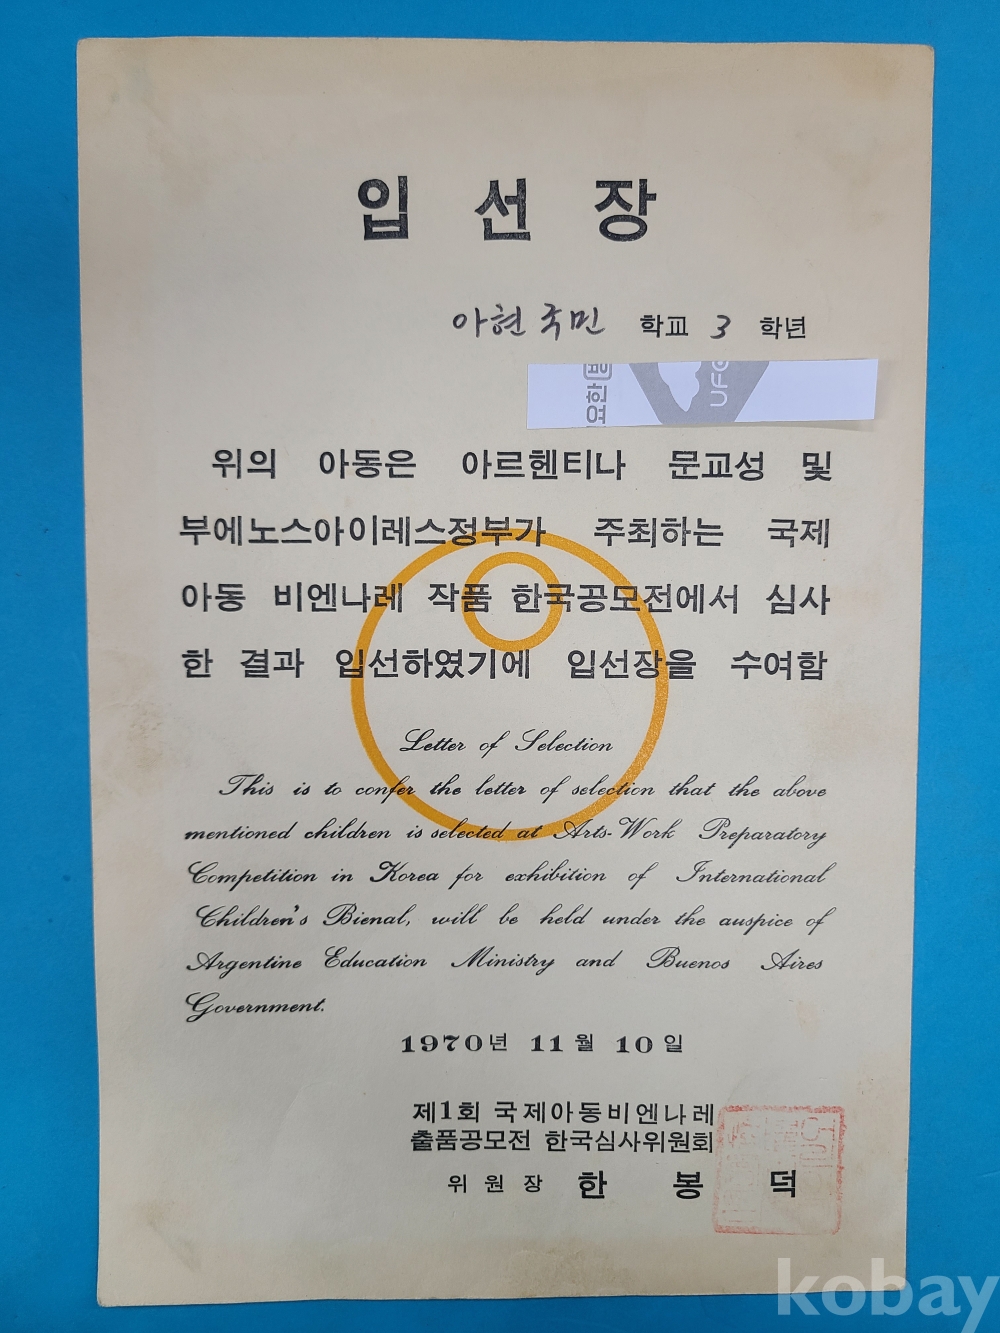 입 선 장
아현국민 학교 3 학년
요한
UFO
위의 아동은 아르헨티나 문교성 및
부에노스아이레스정부가 주최하는 국제
아동 비엔나레 작품 한국공모전에서 심사
한 결과 입선하였기에 입선장을 수여함
Letter of Selection
This is to confer the letter of selection that the above
mentioned children is selected at Arts-Work Preparatory
Competition in Korea for exhibition of International
Children's Bienal, will be held under the auspice of
Argentine Education Ministry and Buenos Aires
Government.
1970년 11월 10일
제1회 국제아동비엔나레
출품공모전 한국심사위원회
위 원 장 한 봉 덕
kobay